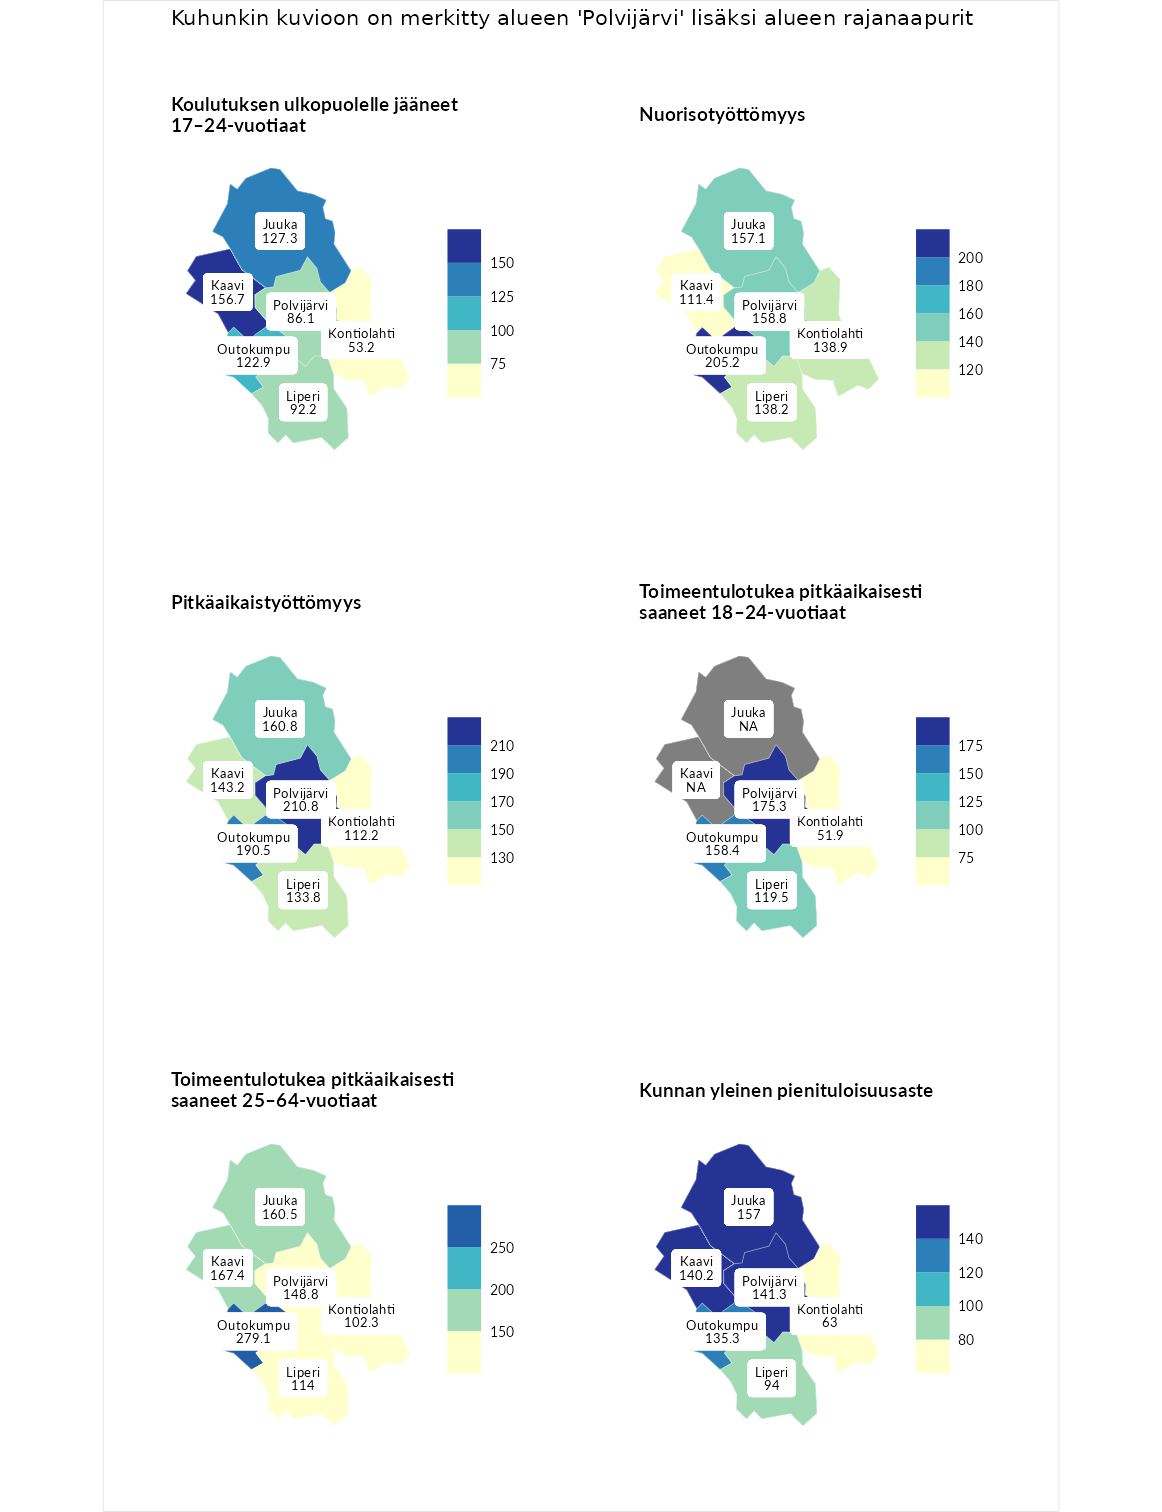 Kuhunkin kuvioon on merkitty alueen 'Polvijärvi' lisäksi alueen rajanaapurit
Koulutuksen ulkopuolelle jääneet
17–24-vuotiaat
Juuka
127.3
Kaavi
156.7
Polvijärvi
86.1
Kontiolahti
53.2
Outokumpu
122.9
Liperi
92.2
150
125
100
75
Nuorisotyöttömyys
Juuka
157.1
Kaavi
111.4
Polvijärvi
158.8
Kontiolahti
138.9
Outokumpu
205.2
Liperi
138.2
200
180
160
140
120
Pitkäaikaistyöttömyys
Juuka
160.8
Kaavi
143.2
Polvijärvi
210.8
Kontiolahti
112.2
Outokumpu
190.5
Liperi
133.8
210
190
170
150
130
Toimeentulotukea pitkäaikaisesti
saaneet 18–24-vuotiaat
Juuka
NA
Kaavi
NA
Polvijärvi
175.3
Kontiolahti
51.9
Outokumpu
158.4
Liperi
119.5
175
150
125
100
75
Toimeentulotukea pitkäaikaisesti
saaneet 25–64-vuotiaat
Juuka
160.5
Kaavi
167.4
Polvijärvi
148.8
Kontiolahti
102.3
Outokumpu
279.1
Liperi
114
250
200
150
Kunnan yleinen pienituloisuusaste
Juuka
157
Kaavi
140.2
Polvijärvi
141.3
Kontiolahti
63
Outokumpu
135.3
Liperi
94
140
120
100
80